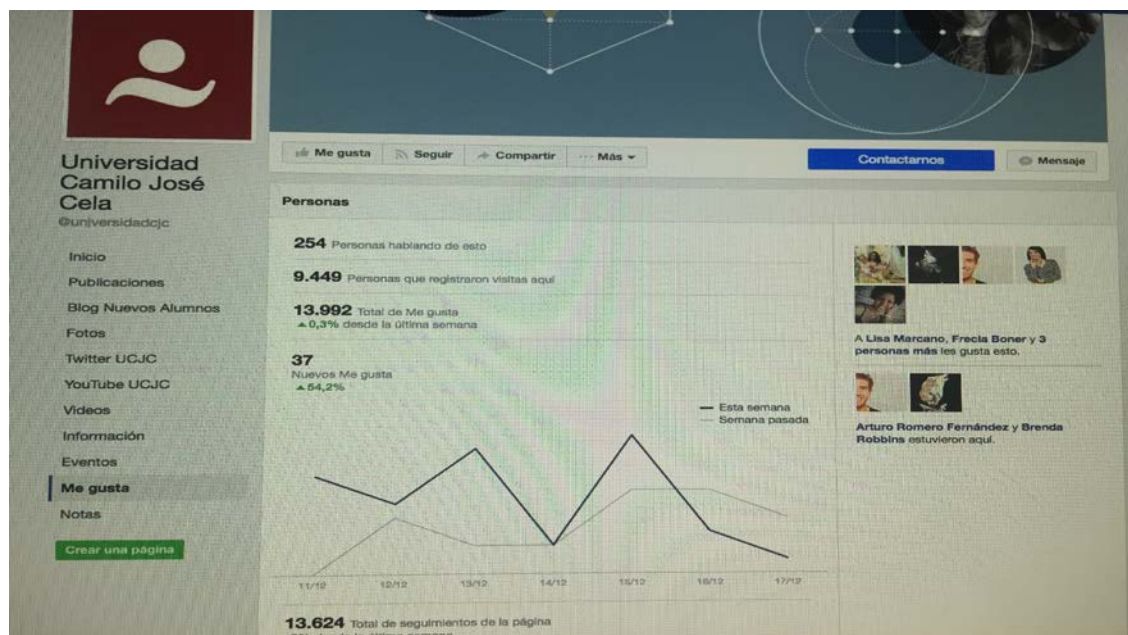 Universidad
Camilo José
Cela
@universidadcjc
Inicio
Publicaciones
Blog Nuevos Alumnos
Fotos
Twitter UCJC
YouTube UCJC
Videos
Información
Eventos
Me gusta
Notas
Crear una página
Me gusta Seguir Compartir Más Contactarnos Mensaje
Personas
254 Personas hablando de esto
9.449 Personas que registraron visitas aquí
13.992 Total de Me gusta
0,3% desde la última semana
37
Nuevos Me gusta
54,2%
Esta semana
Semana pasada
11/12 12/12 13/12 14/12 15/12 16/12 17/12
13.624 Total de seguimientos de la página
A Lisa Marcano, Frecia Boner y 3
personas más les gusta esto.
Arturo Romero Fernández y Brenda
Robbins estuvieron aquí.